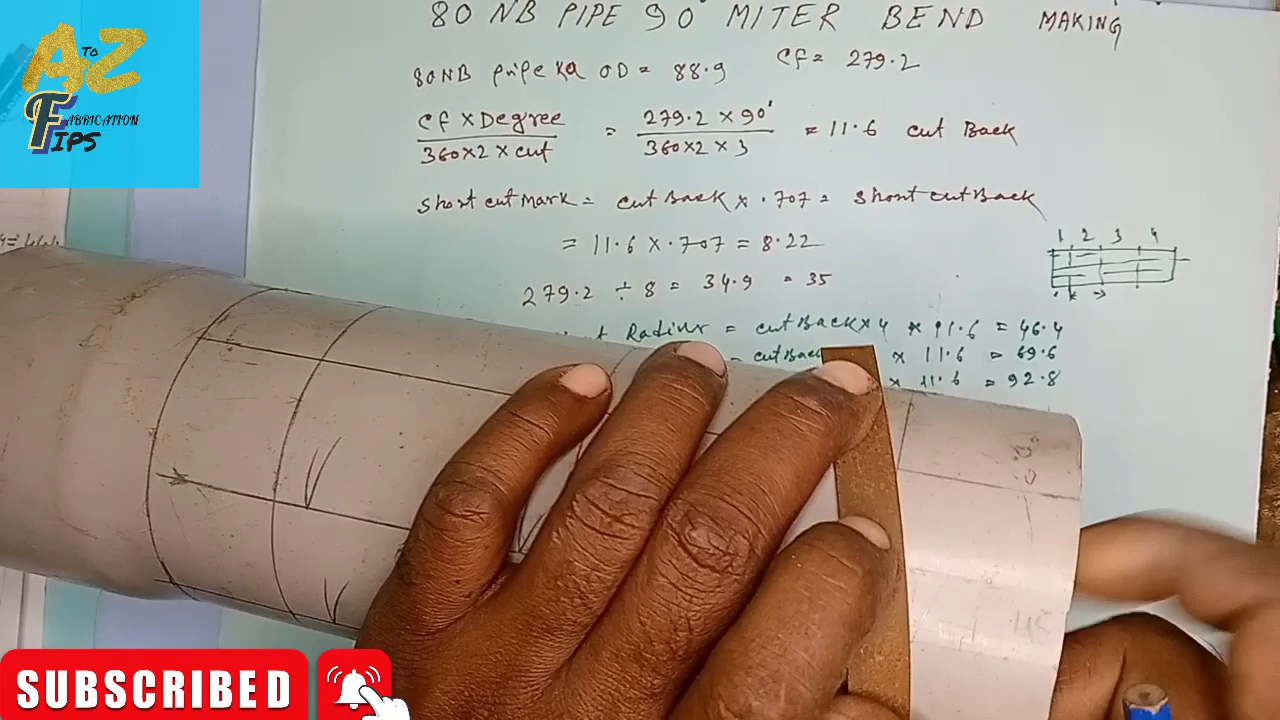 A TO Z
FABRICATION
TIPS
80 NB PIPE 90° MITER BEND MAKING
80NB pipe ka OD = 88.9 CF = 279.2
CF x Degree / 360x2 x cut = 279.2 x 90° / 360x2 x 3 = 11.6 cut Back
Short cut Mark = cut Back x .707 = Short cut Back
= 11.6 x .707 = 8.22
279.2 ÷ 8 = 34.9 = 35
Radius = cut Back x 4 x 11.6 = 46.4
= cut Back x 11.6 = 69.6
x 11.6 = 92.8
1 2 3 4
SUBSCRIBED